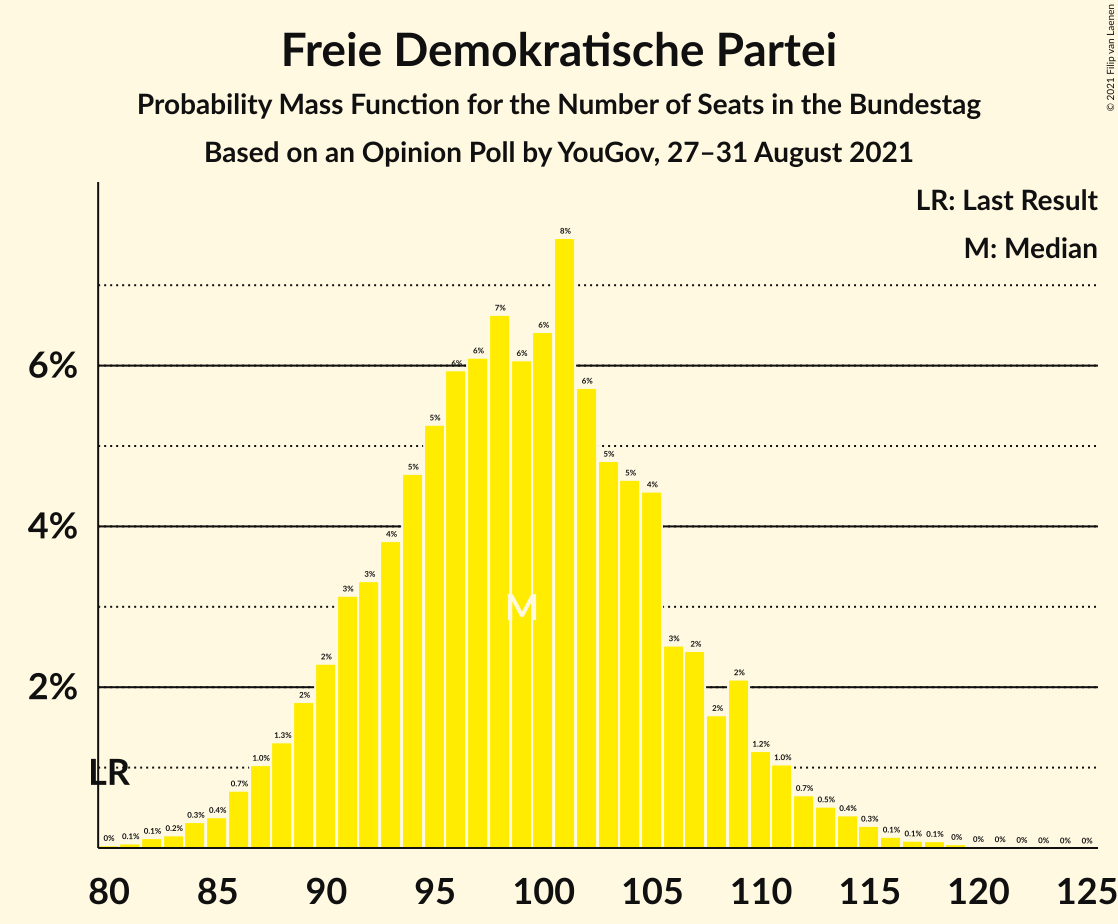 © 2021 Filip van Laenen
Freie Demokratische Partei
Probability Mass Function for the Number of Seats in the Bundestag
Based on an Opinion Poll by YouGov, 27–31 August 2021
LR: Last Result
M: Median
6%
4%
2%
0% 0.1% 0.1% 0.2% 0.3% 0.4% 0.7% 1.0% 1.3% 2% 2% 3% 3% 4% 5% 5% 6% 6% 7% 6% 6% 8% 6% 5% 5% 4% 3% 2% 2% 2% 1.2% 1.0% 0.7% 0.5% 0.4% 0.3% 0.1% 0.1% 0.1% 0% 0% 0% 0% 0% 0% 0%
M
LR
80 85 90 95 100 105 110 115 120 125